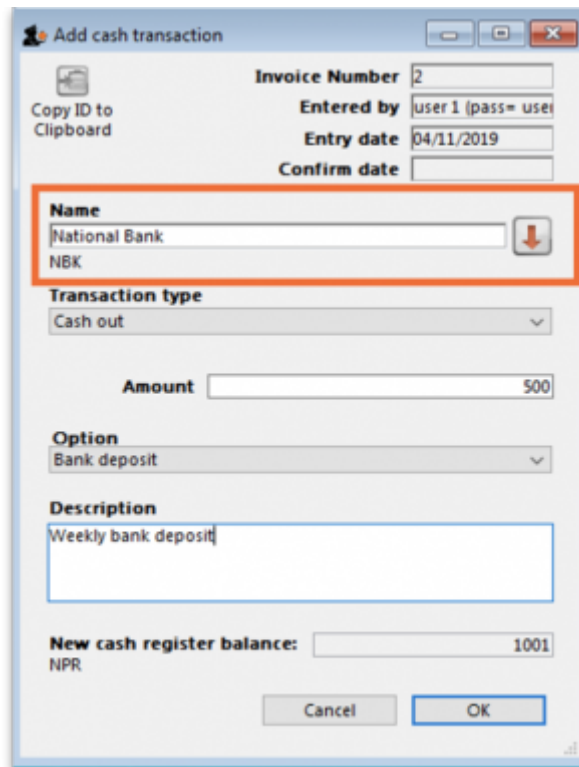 Add cash transaction
Copy ID to
Clipboard
Invoice Number 2
Entered by user 1 (pass= user
Entry date 04/11/2019
Confirm date
Name
National Bank
NBK
Transaction type
Cash out
Amount 500
Option
Bank deposit
Description
Weekly bank deposit
New cash register balance: 1001
NPR
Cancel OK